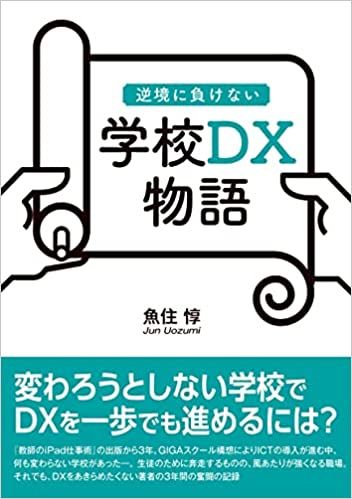 逆境に負けない
学校DX
物語
魚住 惇
Jun Uozumi
変わろうとしない学校で
DXを一歩でも進めるには?
『教師のiPad仕事術』の出版から3年、GIGAスクール構想によりICTの導入が進む中、
何も変わらない学校があった―。生徒のために奔走するものの、風あたりが強くなる職場。
それでも、DXをあきらめたくない著者の3年間の奮闘の記録